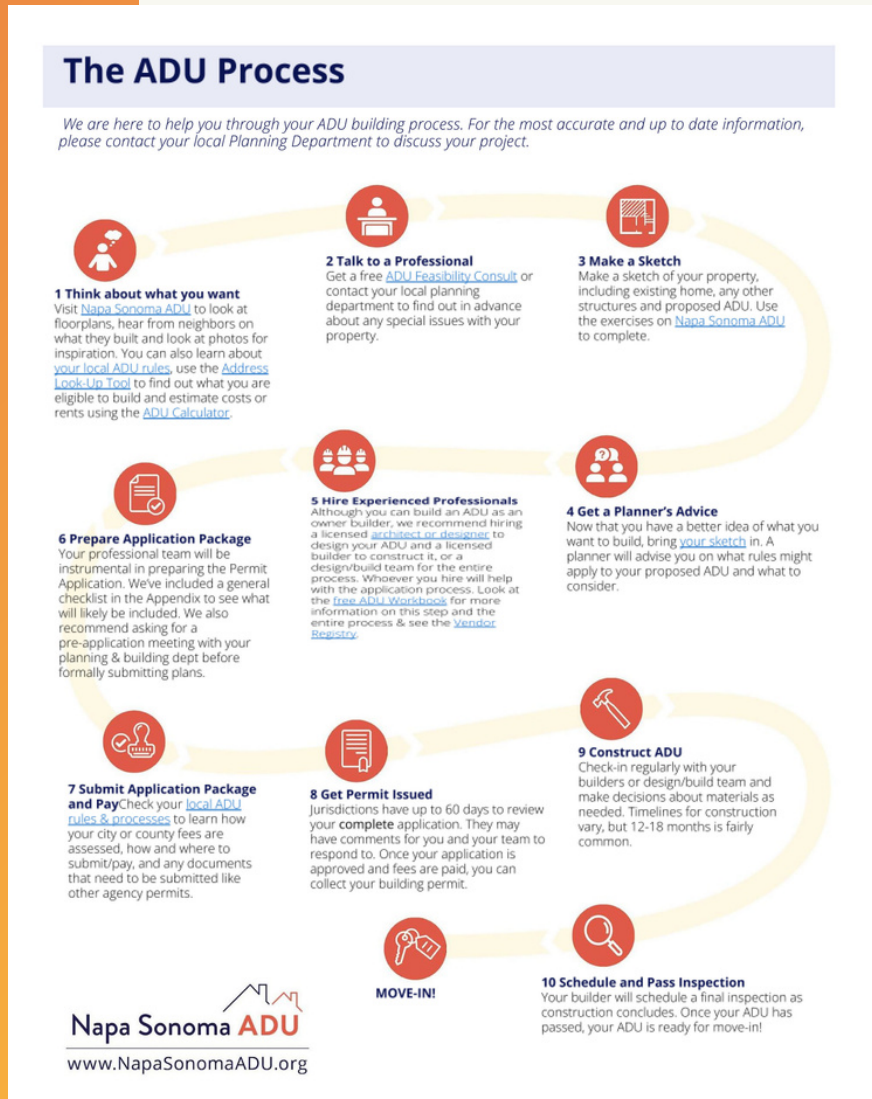 The ADU Process
We are here to help you through your ADU building process. For the most accurate and up to date information,
please contact your local Planning Department to discuss your project.
1 Think about what you want
Visit Napa Sonoma ADU to look at
floorplans, hear from neighbors on
what they built and look at photos for
inspiration. You can also learn about
your local ADU rules, use the Address
Look-Up Tool to find out what you are
eligible to build and estimate costs or
rents using the ADU Calculator.
2 Talk to a Professional
Get a free ADU Feasibility Consult or
contact your local planning
department to find out in advance
about any special issues with your
property.
3 Make a Sketch
Make a sketch of your property,
including existing home, any other
structures and proposed ADU. Use
the exercises on Napa Sonoma ADU
to complete.
4 Get a Planner's Advice
Now that you have a better idea of what you
want to build, bring your sketch in. A
planner will advise you on what rules might
apply to your proposed ADU and what to
consider.
5 Hire Experienced Professionals
Although you can build an ADU as an
owner builder, we recommend hiring
a licensed architect or designer to
design your ADU and a licensed
builder to construct it, or a
design/build team for the entire
process. Whoever you hire will help
with the application process. Look at
the free ADU Workbook for more
information on this step and the
entire process & see the Vendor
Registry.
6 Prepare Application Package
Your professional team will be
instrumental in preparing the Permit
Application. We've included a general
checklist in the Appendix to see what
will likely be included. We also
recommend asking for a
pre-application meeting with your
planning & building dept before
formally submitting plans.
7 Submit Application Package
and PayCheck your local ADU
rules & processes to learn how
your city or county fees are
assessed, how and where to
submit/pay, and any documents
that need to be submitted like
other agency permits.
8 Get Permit Issued
Jurisdictions have up to 60 days to review
your complete application. They may
have comments for you and your team to
respond to. Once your application is
approved and fees are paid, you can
collect your building permit.
9 Construct ADU
Check-in regularly with your
builders or design/build team and
make decisions about materials as
needed. Timelines for construction
vary, but 12-18 months is fairly
common.
10 Schedule and Pass Inspection
Your builder will schedule a final inspection as
construction concludes. Once your ADU has
passed, your ADU is ready for move-in!
MOVE-IN!
Napa Sonoma ADU
www.NapaSonomaADU.org